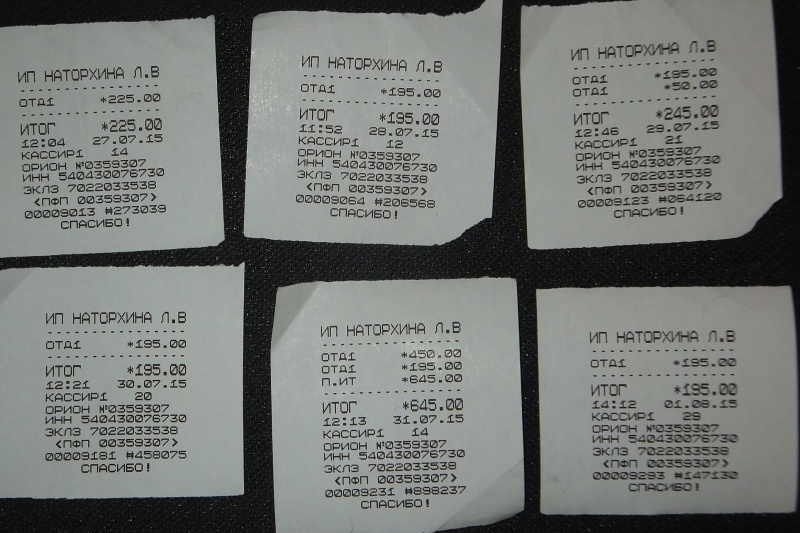 ИП НАТОРХИНА Л.В
ОТД1 *225.00
ИТОГ *225.00
12:04 27.07.15
КАССИР1 14
ОРИОН №0359307
ИНН 540430076730
ЭКЛЗ 7022033538
<ПФП 00359307>
00009013 #273039
СПАСИБО!
ИП НАТОРХИНА Л.В
ОТД1 *195.00
ИТОГ *195.00
11:52 28.07.15
КАССИР1 12
ОРИОН №0359307
ИНН 540430076730
ЭКЛЗ 7022033538
<ПФП 00359307>
00009064 #206568
СПАСИБО!
ИП НАТОРХИНА Л.В
ОТД1 *195.00
ОТД1 *50.00
ИТОГ *245.00
12:46 29.07.15
КАССИР1 21
ОРИОН №0359307
ИНН 540430076730
ЭКЛЗ 7022033538
<ПФП 00359307>
00009123 #064120
СПАСИБО!
ИП НАТОРХИНА Л.В
ОТД1 *195.00
ИТОГ *195.00
12:21 30.07.15
КАССИР1 20
ОРИОН №0359307
ИНН 540430076730
ЭКЛЗ 7022033538
<ПФП 00359307>
00009181 #458075
СПАСИБО!
ИП НАТОРХИНА Л.В
ОТД1 *450.00
ОТД1 *195.00
П.ИТ *645.00
ИТОГ *645.00
12:13 31.07.15
КАССИР1 14
ОРИОН №0359307
ИНН 540430076730
ЭКЛЗ 7022033538
<ПФП 00359307>
00009231 #898237
СПАСИБО!
ИП НАТОРХИНА Л.В
ОТД1 *195.00
ИТОГ *195.00
14:12 01.08.15
КАССИР1 29
ОРИОН №0359307
ИНН 540430076730
ЭКЛЗ 7022033538
<ПФП 00359307>
00009293 #147130
СПАСИБО!